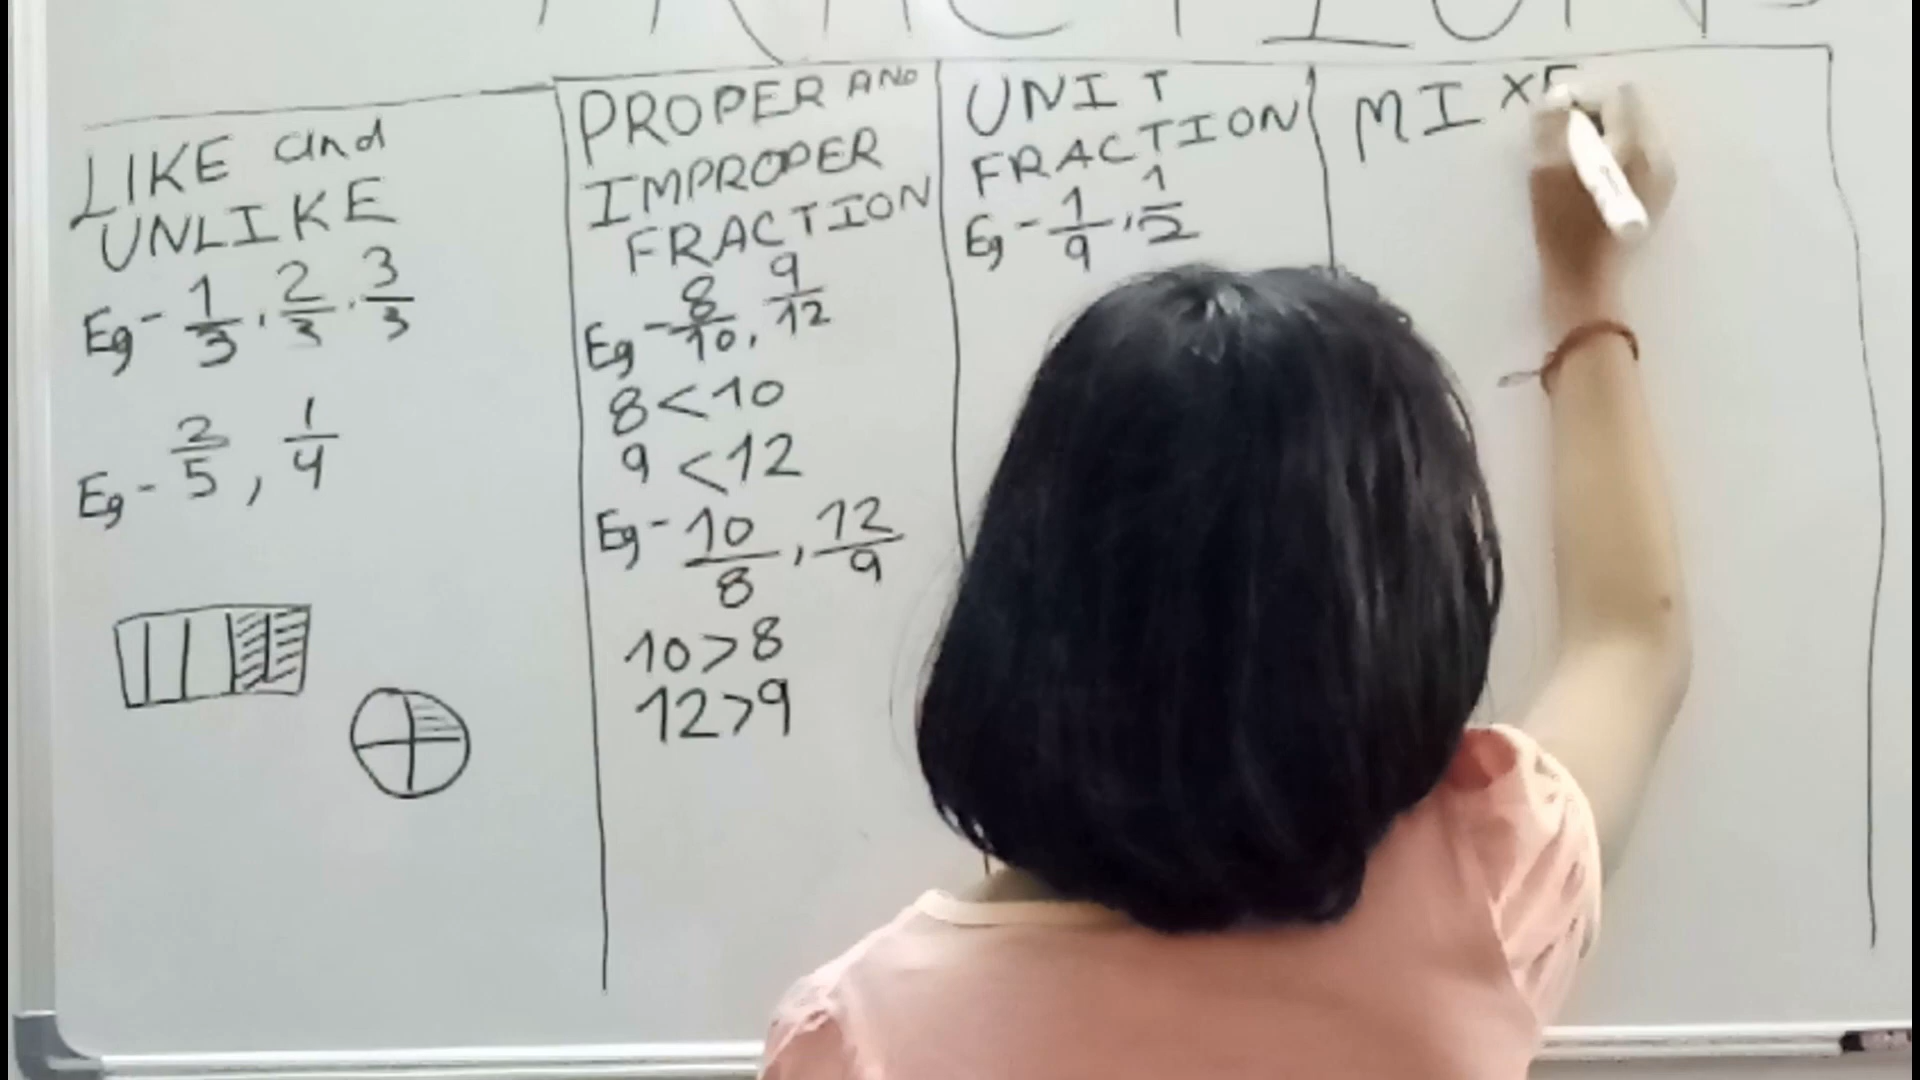 LIKE and
UNLIKE
Eg - 1/3, 2/3, 3/3
Eg - 2/5, 1/4
PROPER AND
IMPROPER
FRACTION
Eg - 8/10, 9/12
8 < 10
9 < 12
Eg - 10/8, 12/9
10 > 8
12 > 9
UNIT
FRACTION
Eg - 1/9, 1/2
MIXE